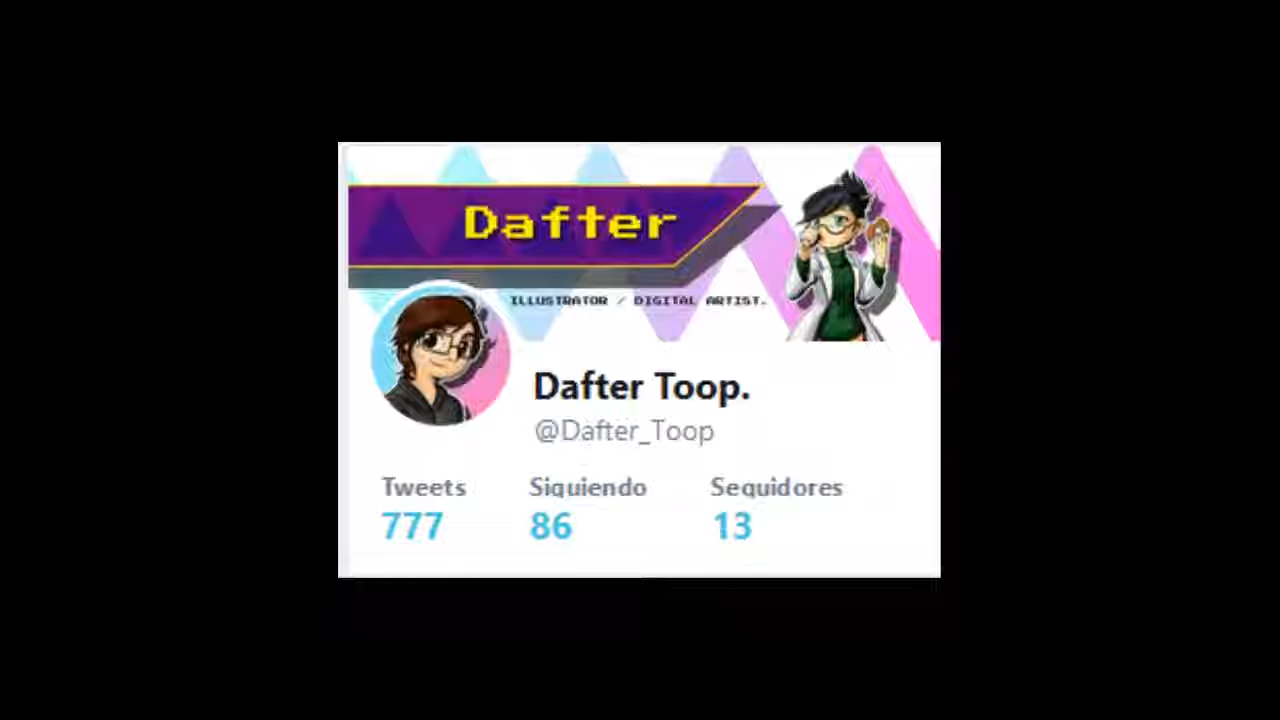 Dafter
ILLUSTRATOR / DIGITAL ARTIST.
Dafter Toop.
@Dafter_Toop
Tweets Siguiendo Seguidores
777 86 13